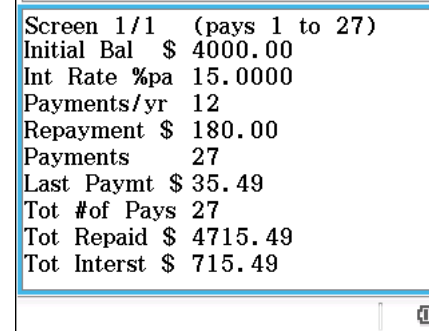 Screen 1/1 (pays 1 to 27)
Initial Bal $ 4000.00
Int Rate %pa 15.0000
Payments/yr 12
Repayment $ 180.00
Payments 27
Last Paymt $ 35.49
Tot #of Pays 27
Tot Repaid $ 4715.49
Tot Interst $ 715.49